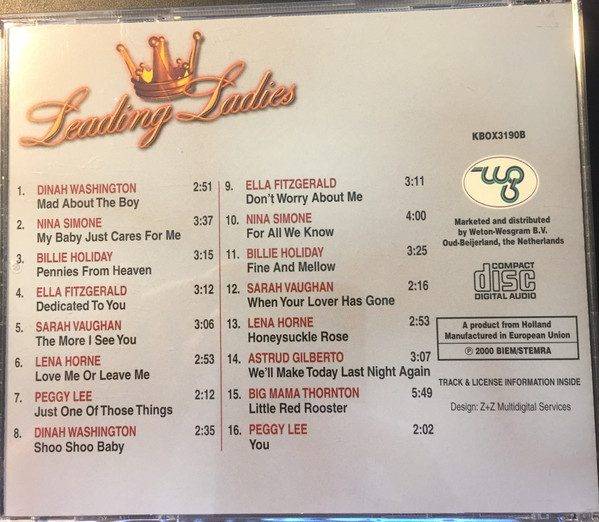 Leading Ladies
1. DINAH WASHINGTON 2:51
Mad About The Boy
2. NINA SIMONE 3:37
My Baby Just Cares For Me
3. BILLIE HOLIDAY 3:15
Pennies From Heaven
4. ELLA FITZGERALD 3:12
Dedicated To You
5. SARAH VAUGHAN 3:06
The More I See You
6. LENA HORNE 2:53
Love Me Or Leave Me
7. PEGGY LEE 2:12
Just One Of Those Things
8. DINAH WASHINGTON 2:35
Shoo Shoo Baby
9. ELLA FITZGERALD 3:11
Don't Worry About Me
10. NINA SIMONE 4:00
For All We Know
11. BILLIE HOLIDAY 3:25
Fine And Mellow
12. SARAH VAUGHAN 2:16
When Your Lover Has Gone
13. LENA HORNE 2:53
Honeysuckle Rose
14. ASTRUD GILBERTO 3:07
We'll Make Today Last Night Again
15. BIG MAMA THORNTON 5:49
Little Red Rooster
16. PEGGY LEE 2:02
You
KBOX3190B
wg
Marketed and distributed
by Weton-Wesgram B.V.
Oud-Beijerland, the Netherlands
COMPACT
disc
DIGITAL AUDIO
A product from Holland
Manufactured in European Union
℗ 2000 BIEM/STEMRA
TRACK & LICENSE INFORMATION INSIDE
Design: Z+Z Multidigital Services